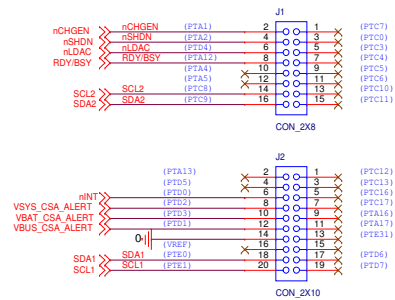 J1
nCHGEN nCHGEN (PTA1) 2 1 (PTC7)
nSHDN nSHDN (PTA2) 4 3 (PTC0)
nLDAC nLDAC (PTD4) 6 5 (PTC3)
RDY/BSY RDY/BSY (PTA12) 8 7 (PTC4)
(PTA4) 10 9 (PTC5)
(PTA5) 12 11 (PTC6)
SCL2 SCL2 (PTC8) 14 13 (PTC10)
SDA2 SDA2 (PTC9) 16 15 (PTC11)
CON_2X8
J2
(PTA13) 2 1 (PTC12)
(PTD5) 4 3 (PTC13)
nINT (PTD0) 6 5 (PTC16)
VSYS_CSA_ALERT (PTD2) 8 7 (PTC17)
VBAT_CSA_ALERT (PTD3) 10 9 (PTA16)
VBUS_CSA_ALERT (PTD1) 12 11 (PTA17)
0 14 13 (PTE31)
(VREF) 16 15
SDA1 SDA1 (PTE0) 18 17 (PTD6)
SCL1 SCL1 (PTE1) 20 19 (PTD7)
CON_2X10